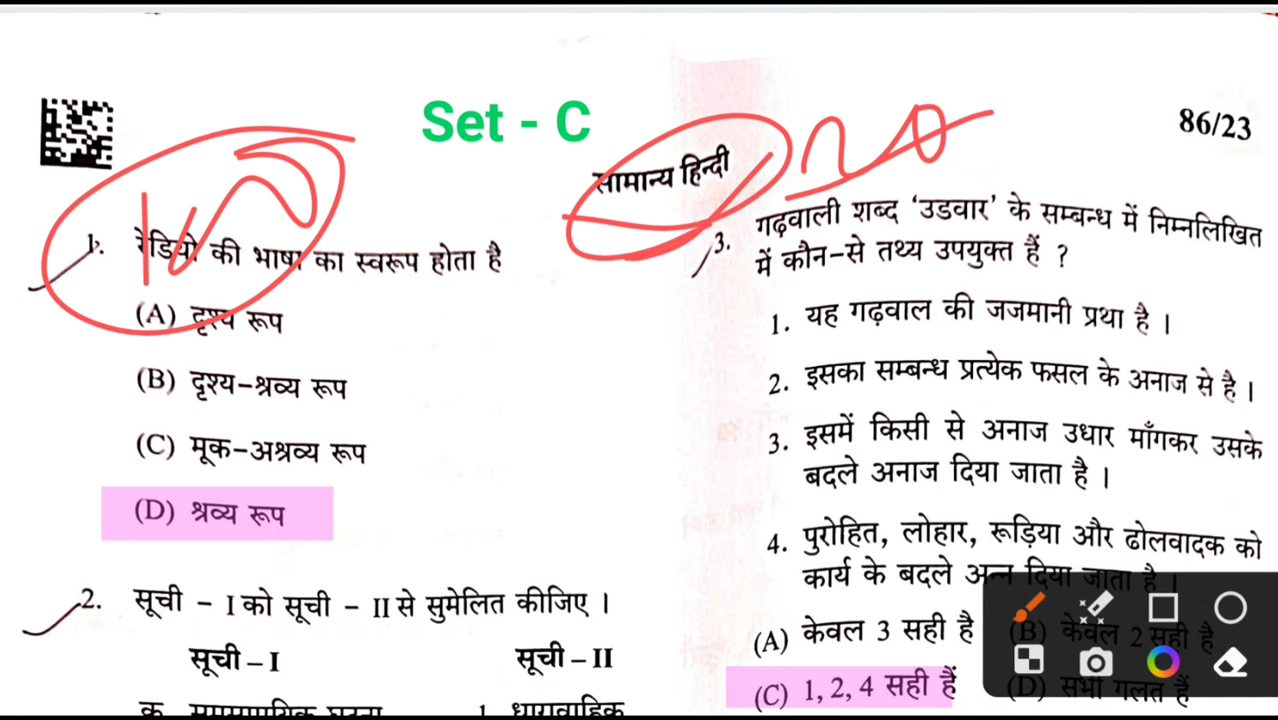 Set - C
86/23
सामान्य हिन्दी
1. रेडियो की भाषा का स्वरूप होता है
(A) दृश्य रूप
(B) दृश्य-श्रव्य रूप
(C) मूक-अश्रव्य रूप
(D) श्रव्य रूप
2. सूची - I को सूची - II से सुमेलित कीजिए ।
सूची – I सूची – II
1. धारावाहिक
3. गढ़वाली शब्द ‘उडवार’ के सम्बन्ध में निम्नलिखित
में कौन-से तथ्य उपयुक्त हैं ?
1. यह गढ़वाल की जजमानी प्रथा है ।
2. इसका सम्बन्ध प्रत्येक फसल के अनाज से है ।
3. इसमें किसी से अनाज उधार माँगकर उसके
बदले अनाज दिया जाता है ।
4. पुरोहित, लोहार, रूड़िया और ढोलवादक को
कार्य के बदले अन्न दिया जाता है ।
(A) केवल 3 सही है (B) केवल 2 सही है
(C) 1, 2, 4 सही हैं (D) सभी गलत हैं